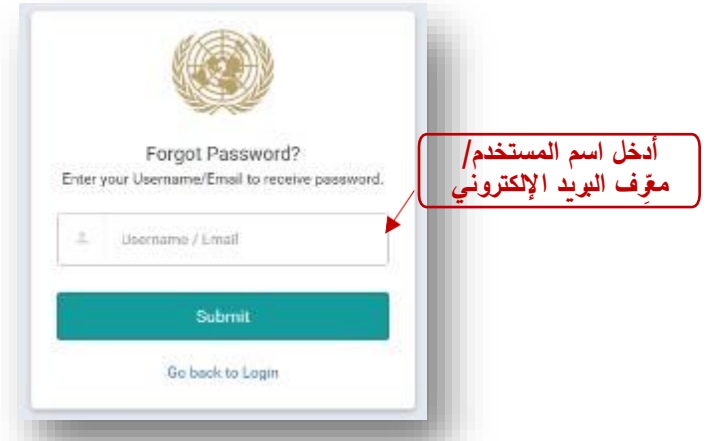 Forgot Password?
Enter your Username/Email to receive password.
أدخل اسم المستخدم/
معرِّف البريد الإلكتروني
Username / Email
Submit
Go back to Login